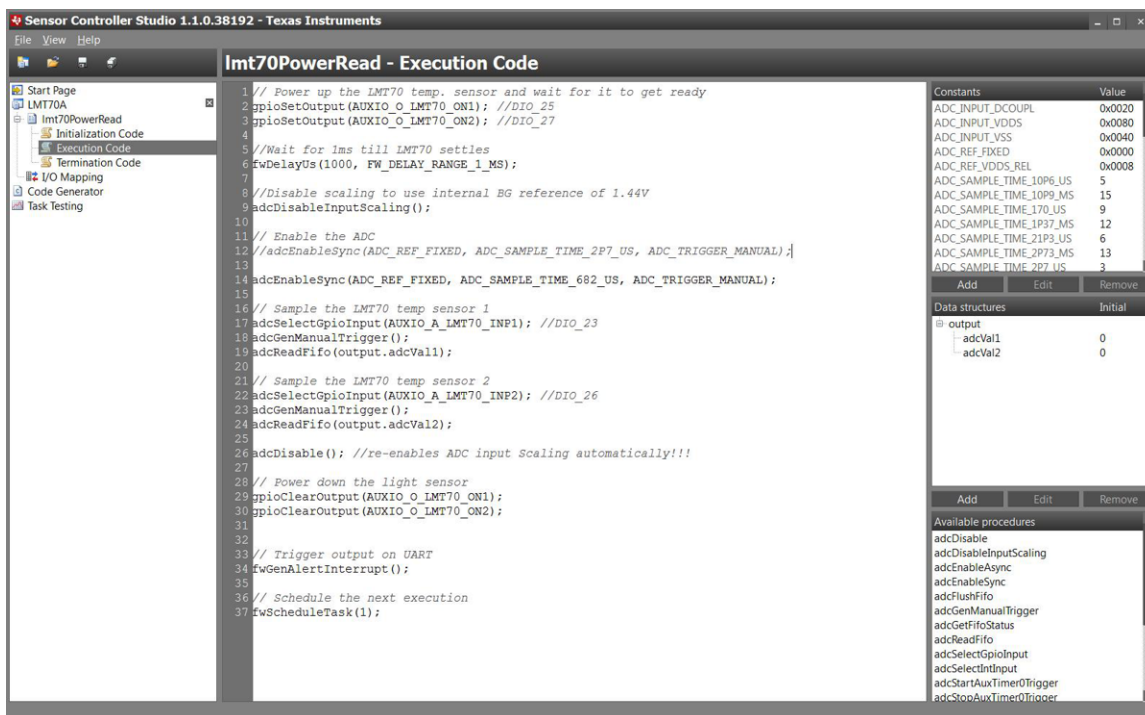 Sensor Controller Studio 1.1.0.38192 - Texas Instruments
File View Help
lmt70PowerRead - Execution Code
Start Page
LMT70A
lmt70PowerRead
Initialization Code
Execution Code
Termination Code
I/O Mapping
Code Generator
Task Testing
1 // Power up the LMT70 temp. sensor and wait for it to get ready
2 gpioSetOutput(AUXIO_O_LMT70_ON1); //DIO_25
3 gpioSetOutput(AUXIO_O_LMT70_ON2); //DIO_27
4
5 //Wait for 1ms till LMT70 settles
6 fwDelayUs(1000, FW_DELAY_RANGE_1_MS);
7
8 //Disable scaling to use internal BG reference of 1.44V
9 adcDisableInputScaling();
10
11 // Enable the ADC
12 //adcEnableSync(ADC_REF_FIXED, ADC_SAMPLE_TIME_2P7_US, ADC_TRIGGER_MANUAL);
13
14 adcEnableSync(ADC_REF_FIXED, ADC_SAMPLE_TIME_682_US, ADC_TRIGGER_MANUAL);
15
16 // Sample the LMT70 temp sensor 1
17 adcSelectGpioInput(AUXIO_A_LMT70_INP1); //DIO_23
18 adcGenManualTrigger();
19 adcReadFifo(output.adcVal1);
20
21 // Sample the LMT70 temp sensor 2
22 adcSelectGpioInput(AUXIO_A_LMT70_INP2); //DIO_26
23 adcGenManualTrigger();
24 adcReadFifo(output.adcVal2);
25
26 adcDisable(); //re-enables ADC input Scaling automatically!!!
27
28 // Power down the light sensor
29 gpioClearOutput(AUXIO_O_LMT70_ON1);
30 gpioClearOutput(AUXIO_O_LMT70_ON2);
31
32
33 // Trigger output on UART
34 fwGenAlertInterrupt();
35
36 // Schedule the next execution
37 fwScheduleTask(1);
Constants Value
ADC_INPUT_DCOUPL 0x0020
ADC_INPUT_VDDS 0x0080
ADC_INPUT_VSS 0x0040
ADC_REF_FIXED 0x0000
ADC_REF_VDDS_REL 0x0008
ADC_SAMPLE_TIME_10P6_US 5
ADC_SAMPLE_TIME_10P9_MS 15
ADC_SAMPLE_TIME_170_US 9
ADC_SAMPLE_TIME_1P37_MS 12
ADC_SAMPLE_TIME_21P3_US 6
ADC_SAMPLE_TIME_2P73_MS 13
ADC_SAMPLE_TIME_2P7_US 3
Add Edit Remove
Data structures Initial
output
adcVal1 0
adcVal2 0
Add Edit Remove
Available procedures
adcDisable
adcDisableInputScaling
adcEnableAsync
adcEnableSync
adcFlushFifo
adcGenManualTrigger
adcGetFifoStatus
adcReadFifo
adcSelectGpioInput
adcSelectIntInput
adcStartAuxTimer0Trigger
adcStopAuxTimer0Trigger